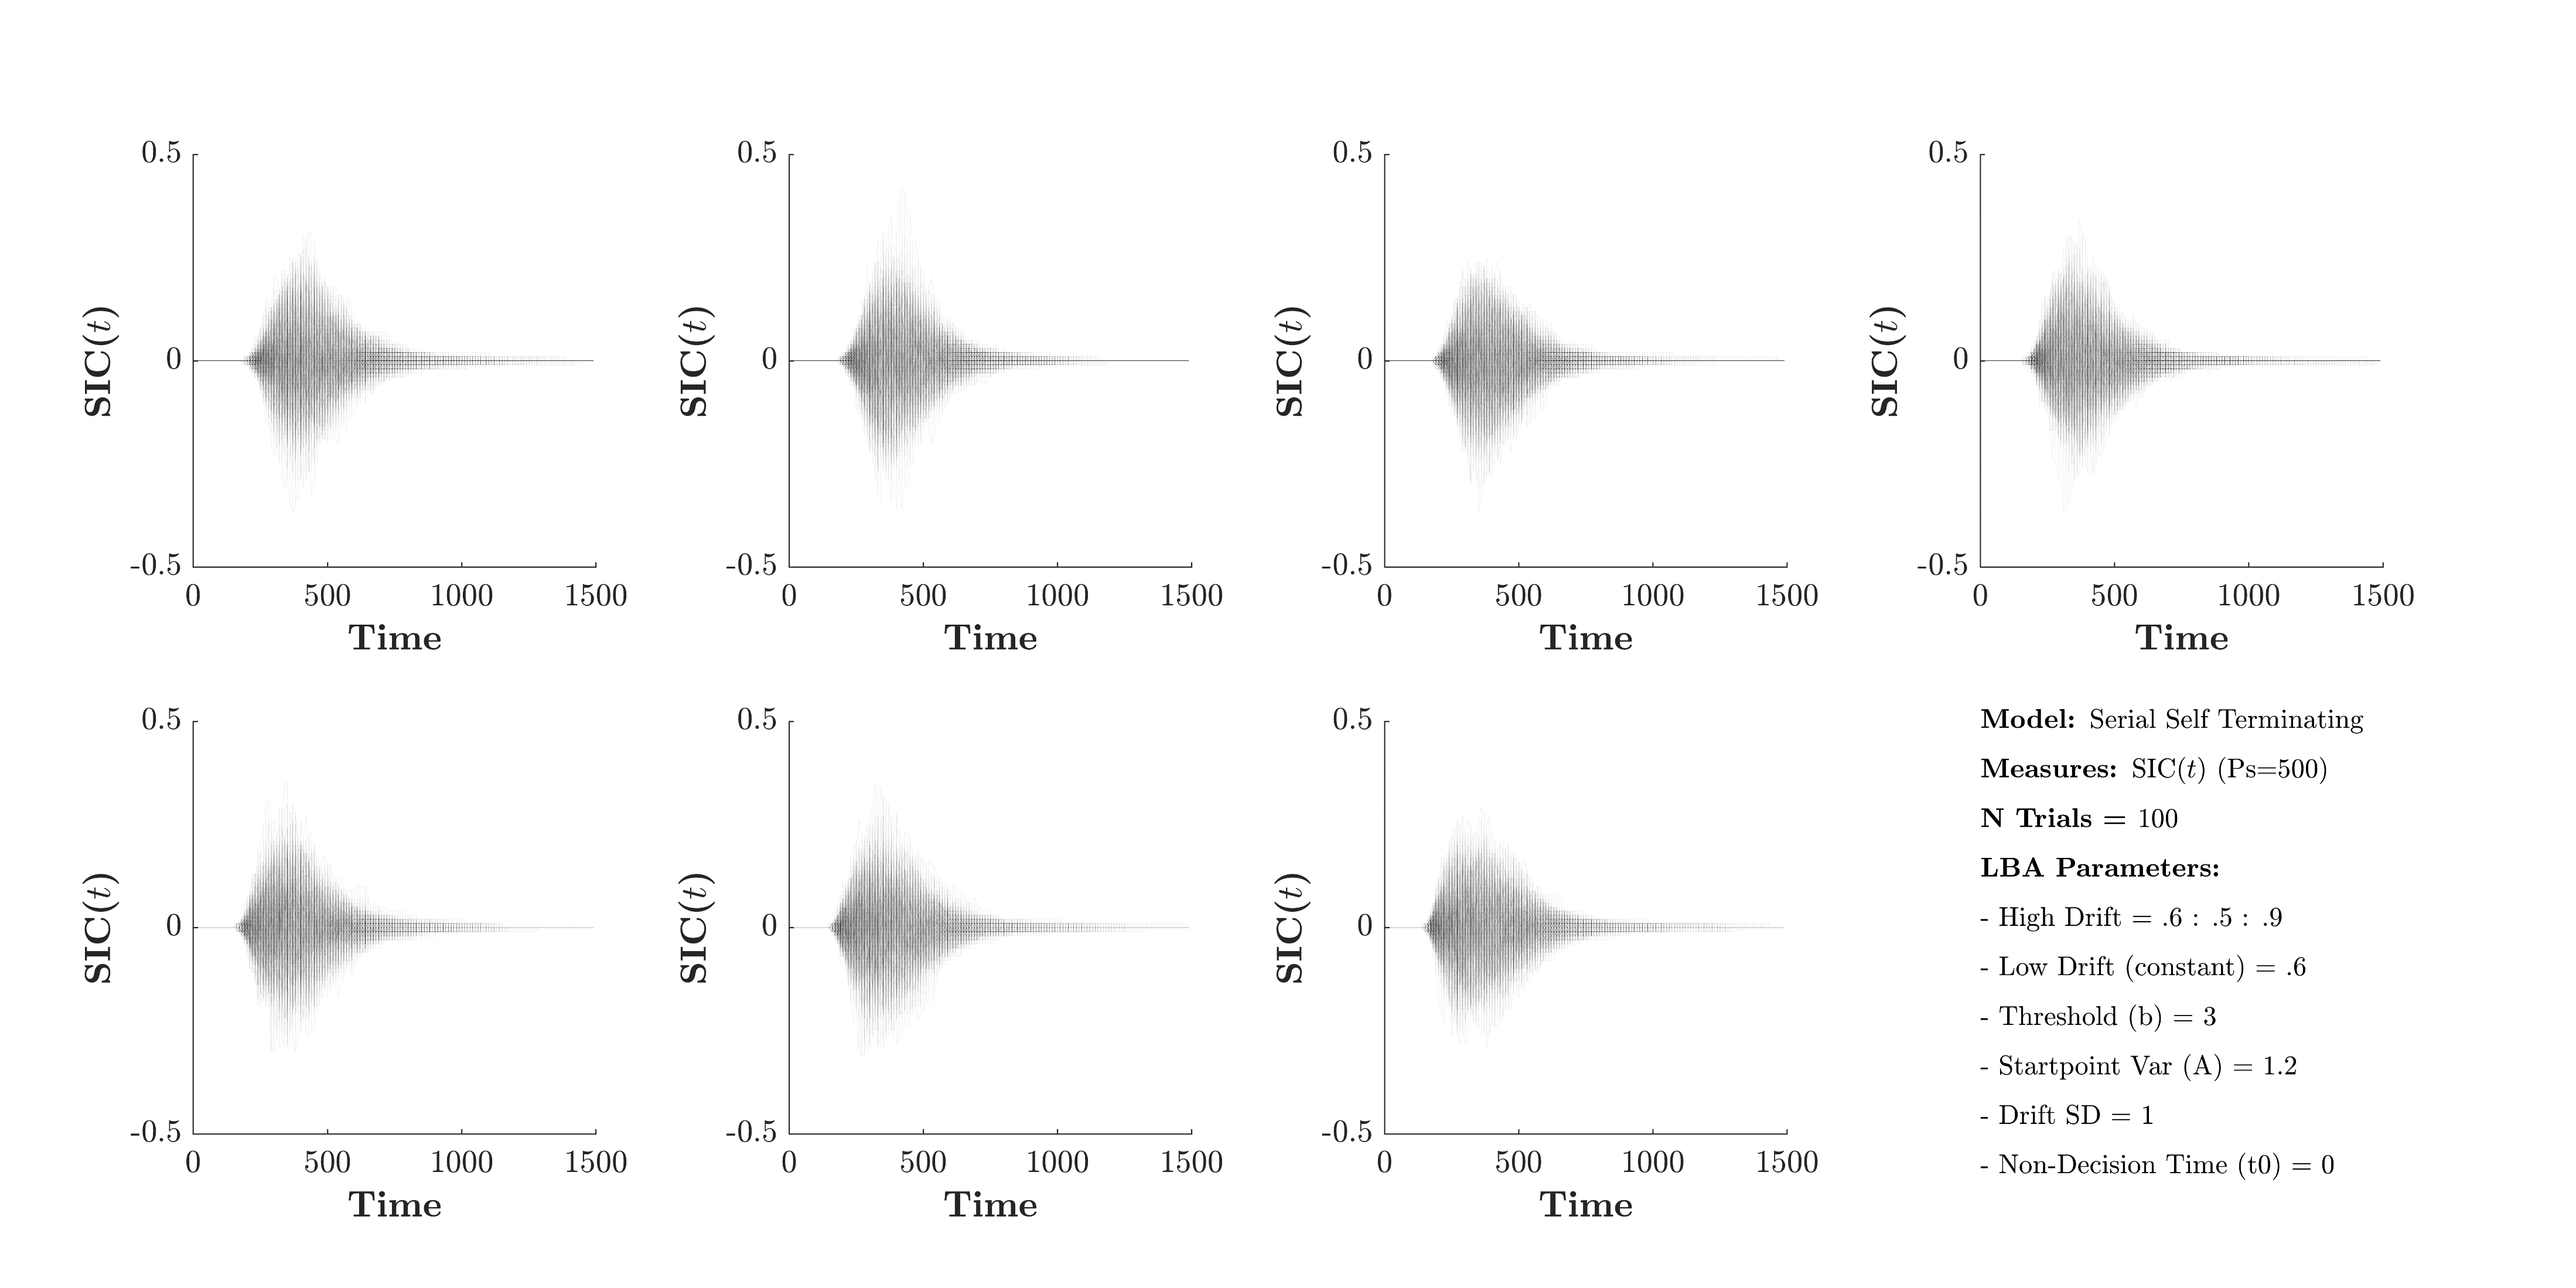 0.5 0.5 0.5 0.5
SIC(t) SIC(t) SIC(t) SIC(t)
0 0 0 0
-0.5 -0.5 -0.5 -0.5
0 500 1000 1500 0 500 1000 1500 0 500 1000 1500 0 500 1000 1500
Time Time Time Time
0.5 0.5 0.5
SIC(t) SIC(t) SIC(t)
0 0 0
-0.5 -0.5 -0.5
0 500 1000 1500 0 500 1000 1500 0 500 1000 1500
Time Time Time
Model: Serial Self Terminating
Measures: SIC(t) (Ps=500)
N Trials = 100
LBA Parameters:
- High Drift = .6 : .5 : .9
- Low Drift (constant) = .6
- Threshold (b) = 3
- Startpoint Var (A) = 1.2
- Drift SD = 1
- Non-Decision Time (t0) = 0